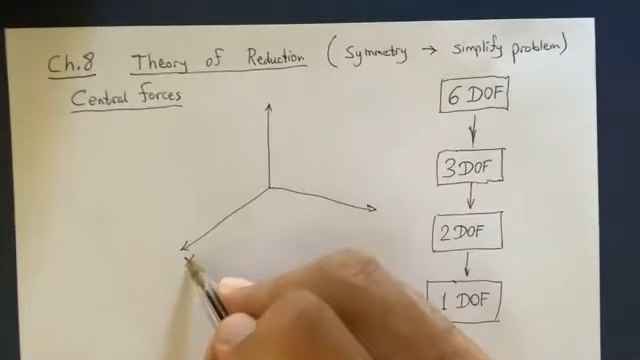 Ch.8 Theory of Reduction (Symmetry → simplify problem)
Central forces
6 DOF
3 DOF
2 DOF
1 DOF
x